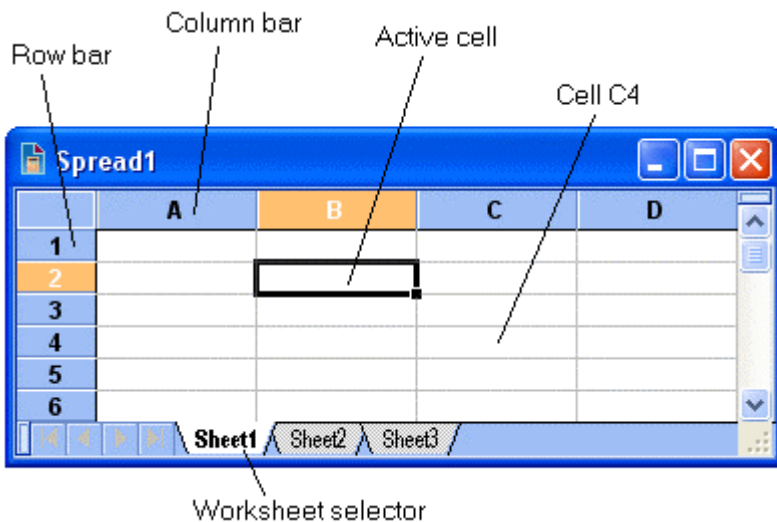 Column bar
Active cell
Row bar
Cell C4
Spread1
A B C D
1
2
3
4
5
6
Sheet1 Sheet2 Sheet3
Worksheet selector